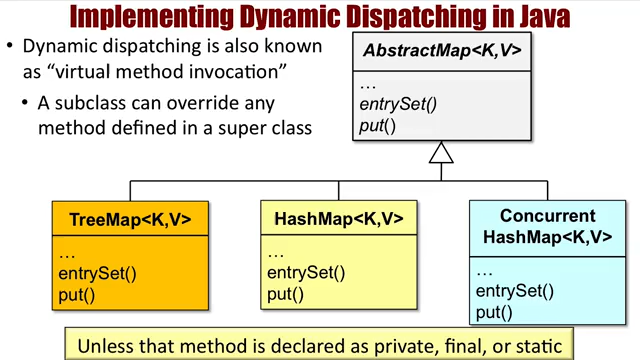 Implementing Dynamic Dispatching in Java
• Dynamic dispatching is also known
as “virtual method invocation”
• A subclass can override any
method defined in a super class
AbstractMap<K,V>
…
entrySet()
put()
TreeMap<K,V>
…
entrySet()
put()
HashMap<K,V>
…
entrySet()
put()
Concurrent
HashMap<K,V>
…
entrySet()
put()
Unless that method is declared as private, final, or static